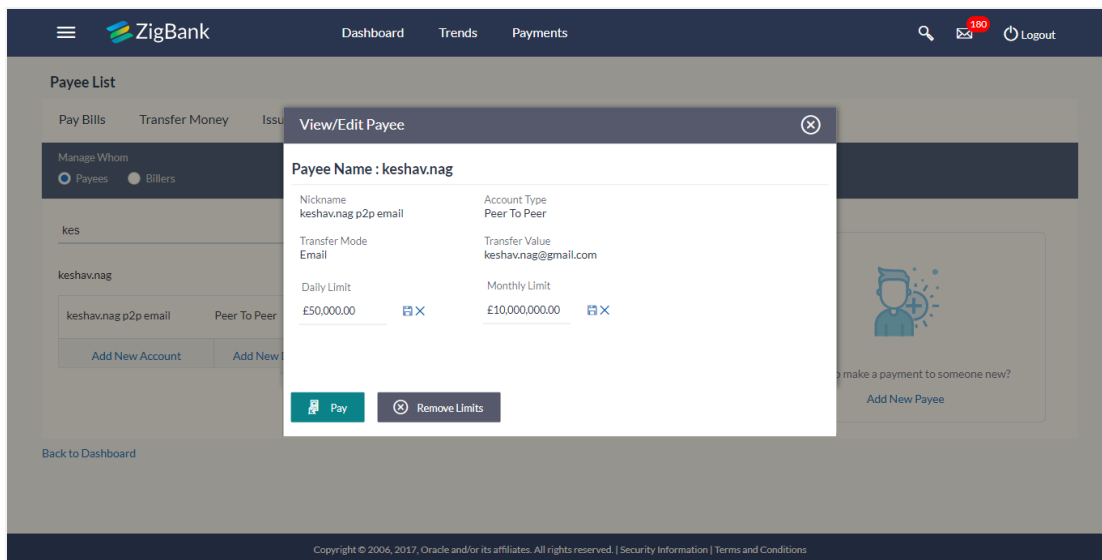 ZigBank
Dashboard Trends Payments
180
Logout
Payee List
Pay Bills Transfer Money Issu
View/Edit Payee
Manage Whom
Payees Billers
Payee Name : keshav.nag
Nickname Account Type
keshav.nag p2p email Peer To Peer
Transfer Mode Transfer Value
Email keshav.nag@gmail.com
kes
Daily Limit Monthly Limit
£50,000.00 £10,000,000.00
keshav.nag
keshav.nag p2p email Peer To Peer
Add New Account Add New
make a payment to someone new?
Add New Payee
Pay Remove Limits
Back to Dashboard
Copyright © 2006, 2017, Oracle and/or its affiliates. All rights reserved. | Security Information | Terms and Conditions